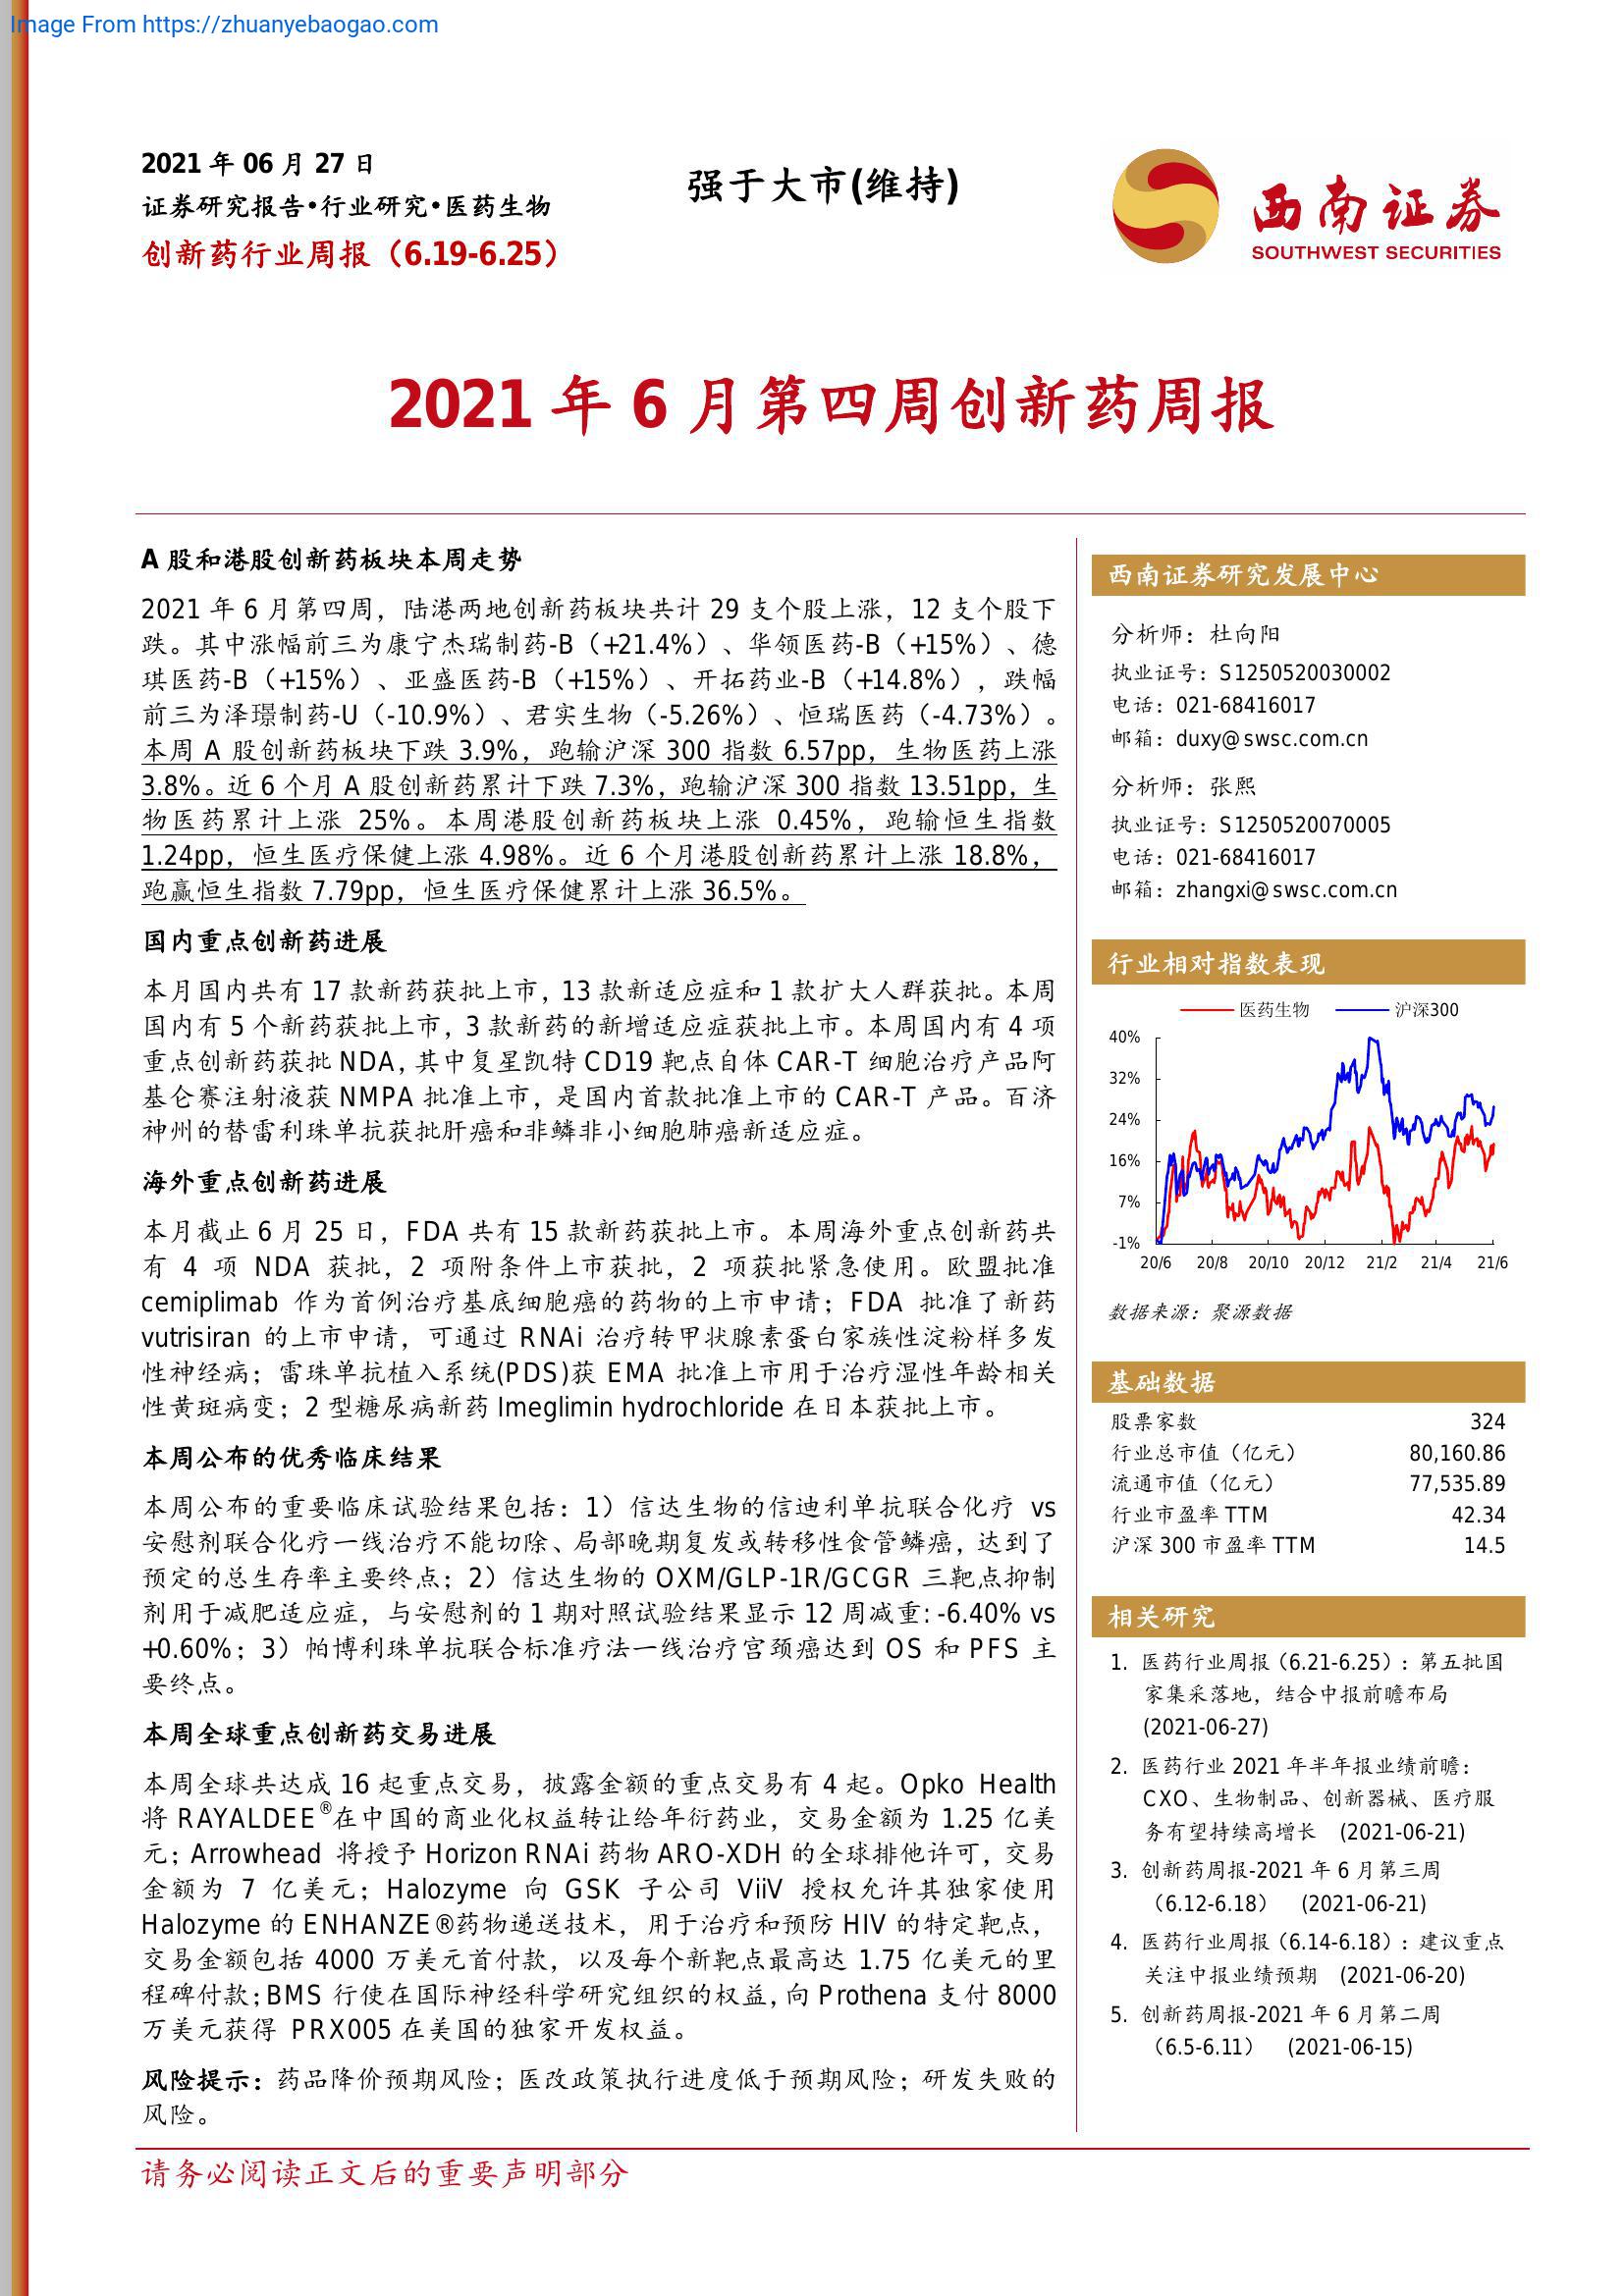 Image From https://zhuanyebaogao.com
2021 年 06 月 27 日
证券研究报告•行业研究•医药生物
创新药行业周报（6.19-6.25）
强于大市(维持)
西南证券
SOUTHWEST SECURITIES
2021 年 6 月第四周创新药周报
A 股和港股创新药板块本周走势
2021 年 6 月第四周，陆港两地创新药板块共计 29 支个股上涨，12 支个股下
跌。其中涨幅前三为康宁杰瑞制药-B（+21.4%）、华领医药-B（+15%）、德
琪医药-B（+15%）、亚盛医药-B（+15%）、开拓药业-B（+14.8%），跌幅
前三为泽璟制药-U（-10.9%）、君实生物（-5.26%）、恒瑞医药（-4.73%）。
本周 A 股创新药板块下跌 3.9%，跑输沪深 300 指数 6.57pp，生物医药上涨
3.8%。近 6 个月 A 股创新药累计下跌 7.3%，跑输沪深 300 指数 13.51pp，生
物医药累计上涨 25%。本周港股创新药板块上涨 0.45%，跑输恒生指数
1.24pp，恒生医疗保健上涨 4.98%。近 6 个月港股创新药累计上涨 18.8%，
跑赢恒生指数 7.79pp，恒生医疗保健累计上涨 36.5%。
国内重点创新药进展
本月国内共有 17 款新药获批上市，13 款新适应症和 1 款扩大人群获批。本周
国内有 5 个新药获批上市，3 款新药的新增适应症获批上市。本周国内有 4 项
重点创新药获批 NDA，其中复星凯特 CD19 靶点自体 CAR-T 细胞治疗产品阿
基仑赛注射液获 NMPA 批准上市，是国内首款批准上市的 CAR-T 产品。百济
神州的替雷利珠单抗获批肝癌和非鳞非小细胞肺癌新适应症。
海外重点创新药进展
本月截止 6 月 25 日，FDA 共有 15 款新药获批上市。本周海外重点创新药共
有 4 项 NDA 获批，2 项附条件上市获批，2 项获批紧急使用。欧盟批准
cemiplimab 作为首例治疗基底细胞癌的药物的上市申请；FDA 批准了新药
vutrisiran 的上市申请，可通过 RNAi 治疗转甲状腺素蛋白家族性淀粉样多发
性神经病；雷珠单抗植入系统(PDS)获 EMA 批准上市用于治疗湿性年龄相关
性黄斑病变；2 型糖尿病新药 Imeglimin hydrochloride 在日本获批上市。
本周公布的优秀临床结果
本周公布的重要临床试验结果包括：1）信达生物的信迪利单抗联合化疗 vs
安慰剂联合化疗一线治疗不能切除、局部晚期复发或转移性食管鳞癌，达到了
预定的总生存率主要终点；2）信达生物的 OXM/GLP-1R/GCGR 三靶点抑制
剂用于减肥适应症，与安慰剂的 1 期对照试验结果显示 12 周减重：-6.40% vs
+0.60%；3）帕博利珠单抗联合标准疗法一线治疗宫颈癌达到 OS 和 PFS 主
要终点。
本周全球重点创新药交易进展
本周全球共达成 16 起重点交易，披露金额的重点交易有 4 起。Opko Health
将 RAYALDEE®在中国的商业化权益转让给年衍药业，交易金额为 1.25 亿美
元；Arrowhead 将授予 Horizon RNAi 药物 ARO-XDH 的全球排他许可，交易
金额为 7 亿美元；Halozyme 向 GSK 子公司 ViiV 授权允许其独家使用
Halozyme 的 ENHANZE®药物递送技术，用于治疗和预防 HIV 的特定靶点，
交易金额包括 4000 万美元首付款，以及每个新靶点最高达 1.75 亿美元的里
程碑付款；BMS 行使在国际神经科学研究组织的权益，向 Prothena 支付 8000
万美元获得 PRX005 在美国的独家开发权益。
风险提示：药品降价预期风险；医改政策执行进度低于预期风险；研发失败的
风险。
西南证券研究发展中心
分析师：杜向阳
执业证号：S1250520030002
电话：021-68416017
邮箱：duxy@swsc.com.cn
分析师：张熙
执业证号：S1250520070005
电话：021-68416017
邮箱：zhangxi@swsc.com.cn
行业相对指数表现
医药生物 沪深300
40%
32%
24%
16%
7%
-1%
20/6 20/8 20/10 20/12 21/2 21/4 21/6
数据来源：聚源数据
基础数据
股票家数 324
行业总市值（亿元） 80,160.86
流通市值（亿元） 77,535.89
行业市盈率 TTM 42.34
沪深 300 市盈率 TTM 14.5
相关研究
1. 医药行业周报（6.21-6.25）：第五批国
家集采落地，结合中报前瞻布局
(2021-06-27)
2. 医药行业 2021 年半年报业绩前瞻：
CXO、生物制品、创新器械、医疗服
务有望持续高增长 (2021-06-21)
3. 创新药周报-2021 年 6 月第三周
（6.12-6.18） (2021-06-21)
4. 医药行业周报（6.14-6.18）：建议重点
关注中报业绩预期 (2021-06-20)
5. 创新药周报-2021 年 6 月第二周
（6.5-6.11） (2021-06-15)
请务必阅读正文后的重要声明部分